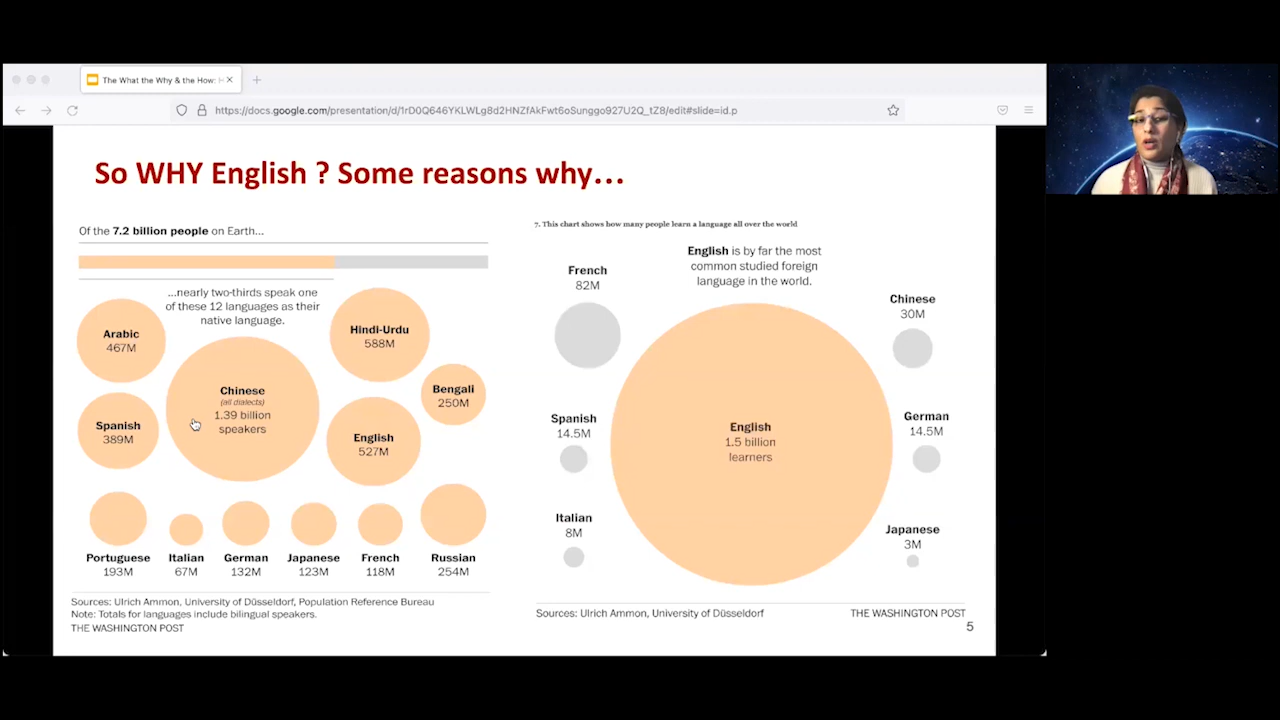 The What the Why & the How:
https://docs.google.com/presentation/d/1rD0Q646YKLWLg8d2HNZfAkFwt6oSunggo927U2Q_tZ8/edit#slide=id.p
So WHY English ? Some reasons why…
Of the 7.2 billion people on Earth...
...nearly two-thirds speak one
of these 12 languages as their
native language.
Arabic
467M
Hindi-Urdu
588M
Chinese
(all dialects)
1.39 billion
speakers
Bengali
250M
Spanish
389M
English
527M
Portuguese
193M
Italian
67M
German
132M
Japanese
123M
French
118M
Russian
254M
Sources: Ulrich Ammon, University of Düsseldorf, Population Reference Bureau
Note: Totals for languages include bilingual speakers.
THE WASHINGTON POST
7. This chart shows how many people learn a language all over the world
English is by far the most
common studied foreign
language in the world.
French
82M
Chinese
30M
Spanish
14.5M
English
1.5 billion
learners
German
14.5M
Italian
8M
Japanese
3M
Sources: Ulrich Ammon, University of Düsseldorf
THE WASHINGTON POST
5